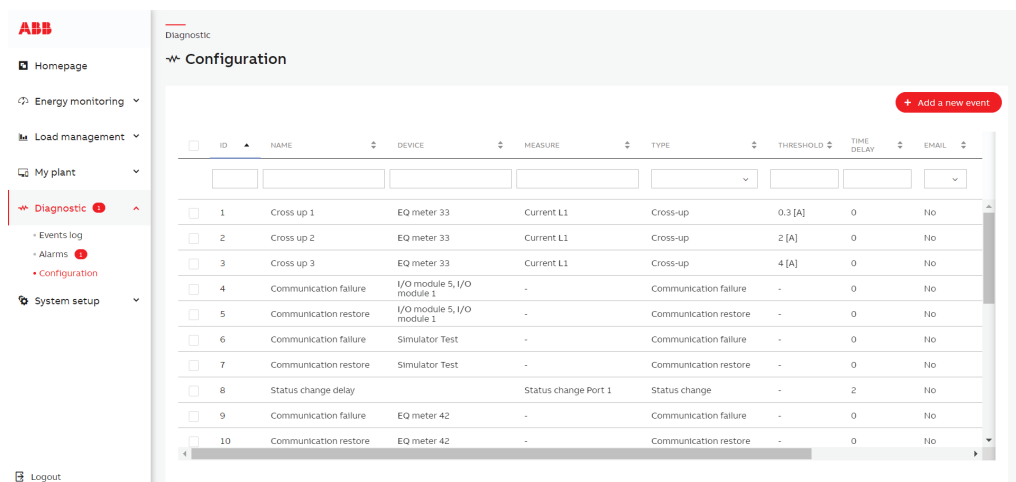 ABB
Homepage
Energy monitoring
Load management
My plant
Diagnostic 1
Events log
Alarms 1
Configuration
System setup
Logout
Diagnostic
Configuration
+ Add a new event
ID NAME DEVICE MEASURE TYPE THRESHOLD TIME DELAY EMAIL
1 Cross up 1 EQ meter 33 Current L1 Cross-up 0.3 [A] 0 No
2 Cross up 2 EQ meter 33 Current L1 Cross-up 2 [A] 0 No
3 Cross up 3 EQ meter 33 Current L1 Cross-up 4 [A] 0 No
4 Communication failure I/O module 5, I/O module 1 - Communication failure - 0 No
5 Communication restore I/O module 5, I/O module 1 - Communication restore - 0 No
6 Communication failure Simulator Test - Communication failure - 0 No
7 Communication restore Simulator Test - Communication restore - 0 No
8 Status change delay Status change Port 1 Status change - 2 No
9 Communication failure EQ meter 42 - Communication failure - 0 No
10 Communication restore EQ meter 42 - Communication restore - 0 No